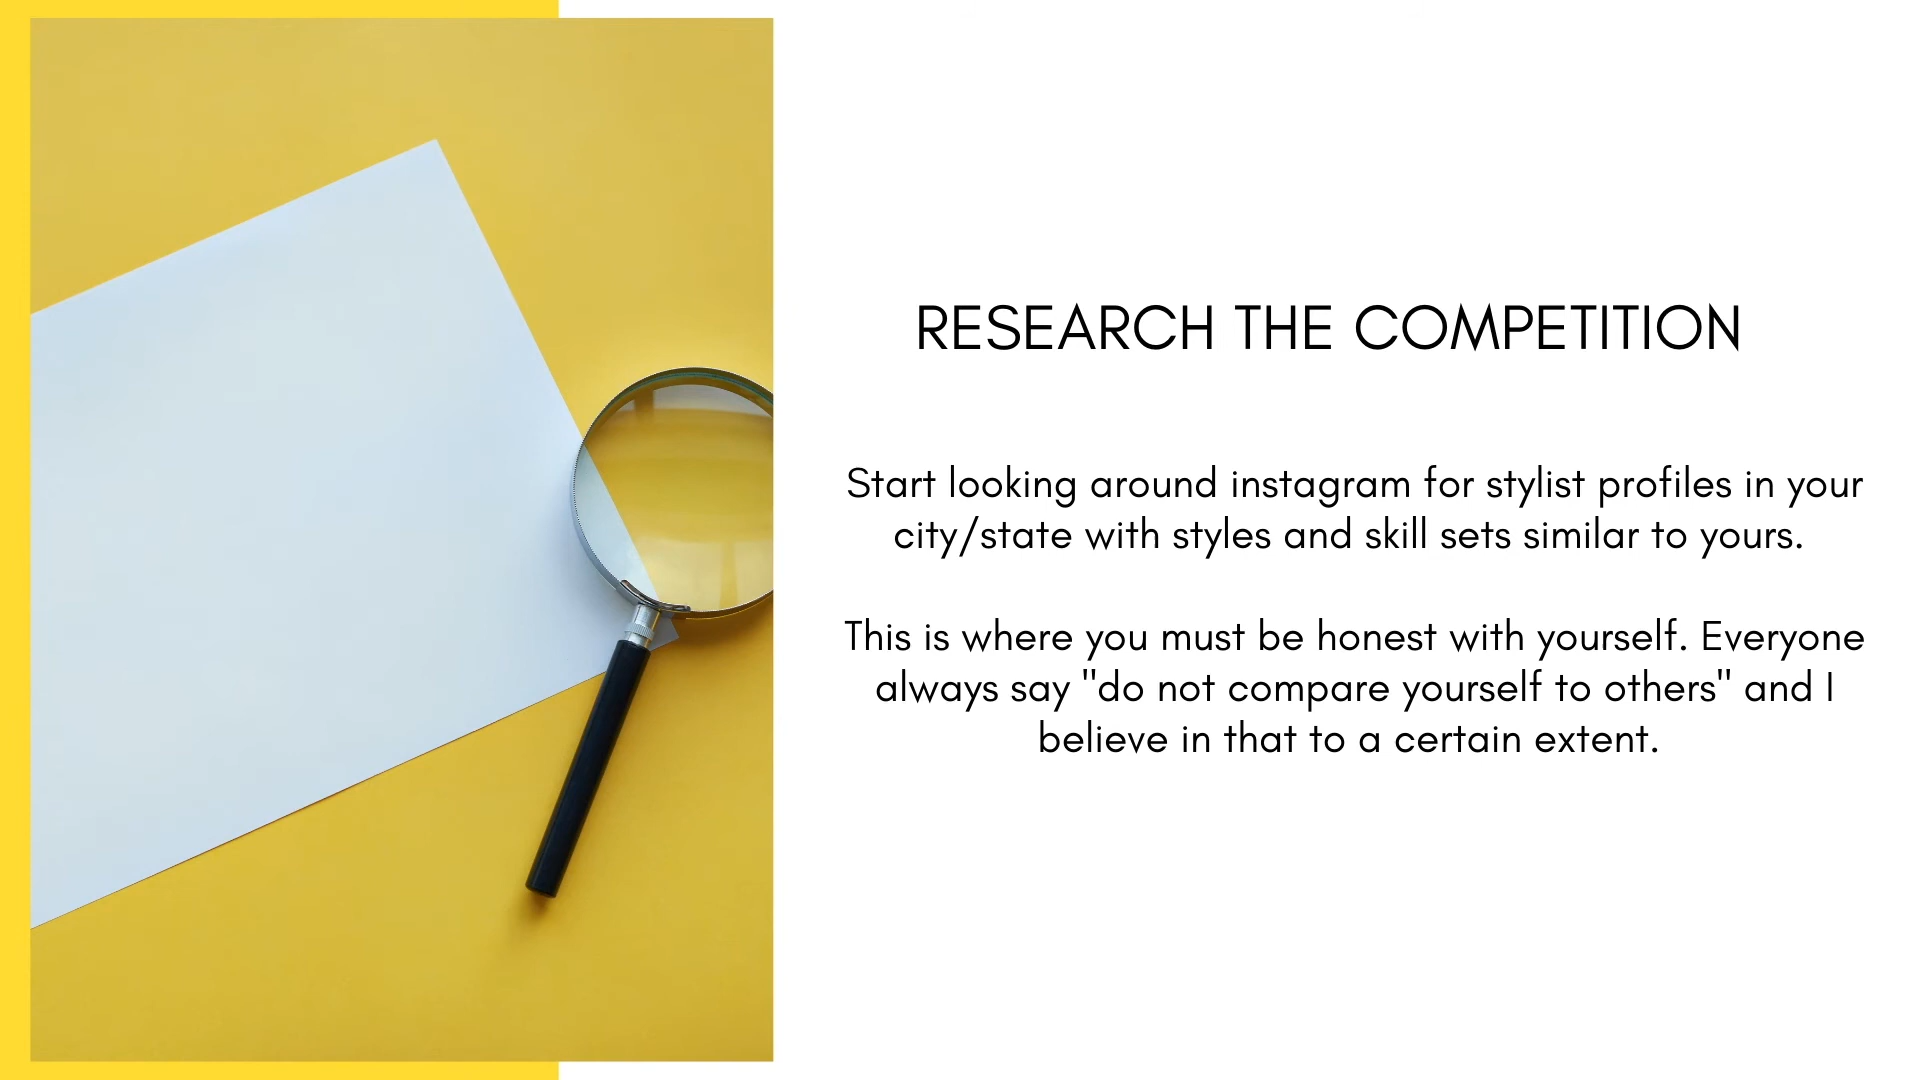 RESEARCH THE COMPETITION
Start looking around instagram for stylist profiles in your
city/state with styles and skill sets similar to yours.
This is where you must be honest with yourself. Everyone
always say "do not compare yourself to others" and I
believe in that to a certain extent.